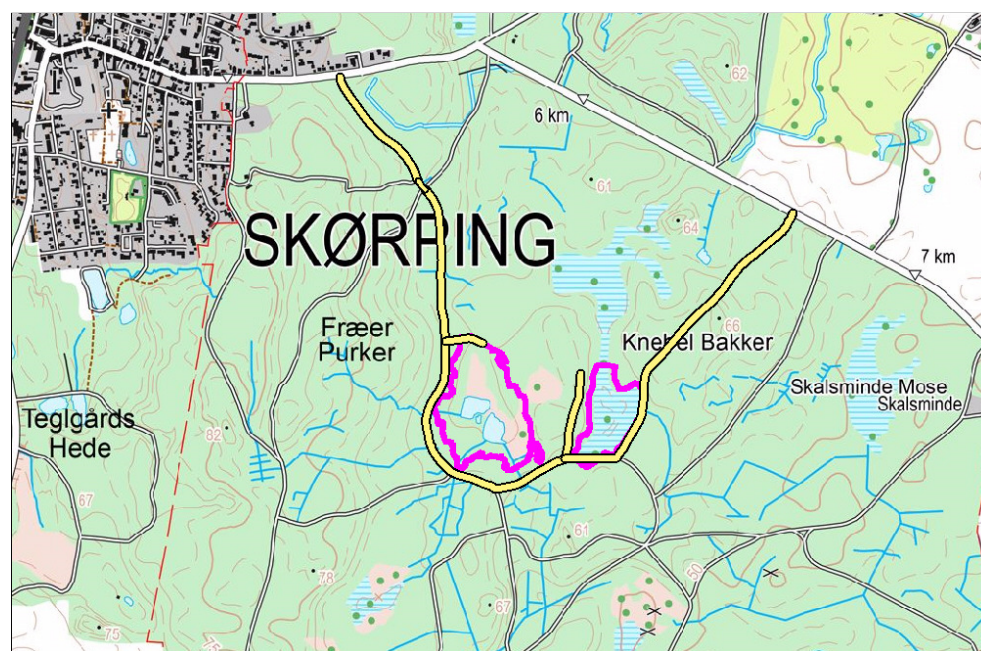 62
6 km
61
SKØRPING
64
7 km
Fræer
Purker
66
Knebel Bakker
Skalsminde Mose
Skalsminde
Teglgårds
Hede
82
67
61
50
78
67
75
75